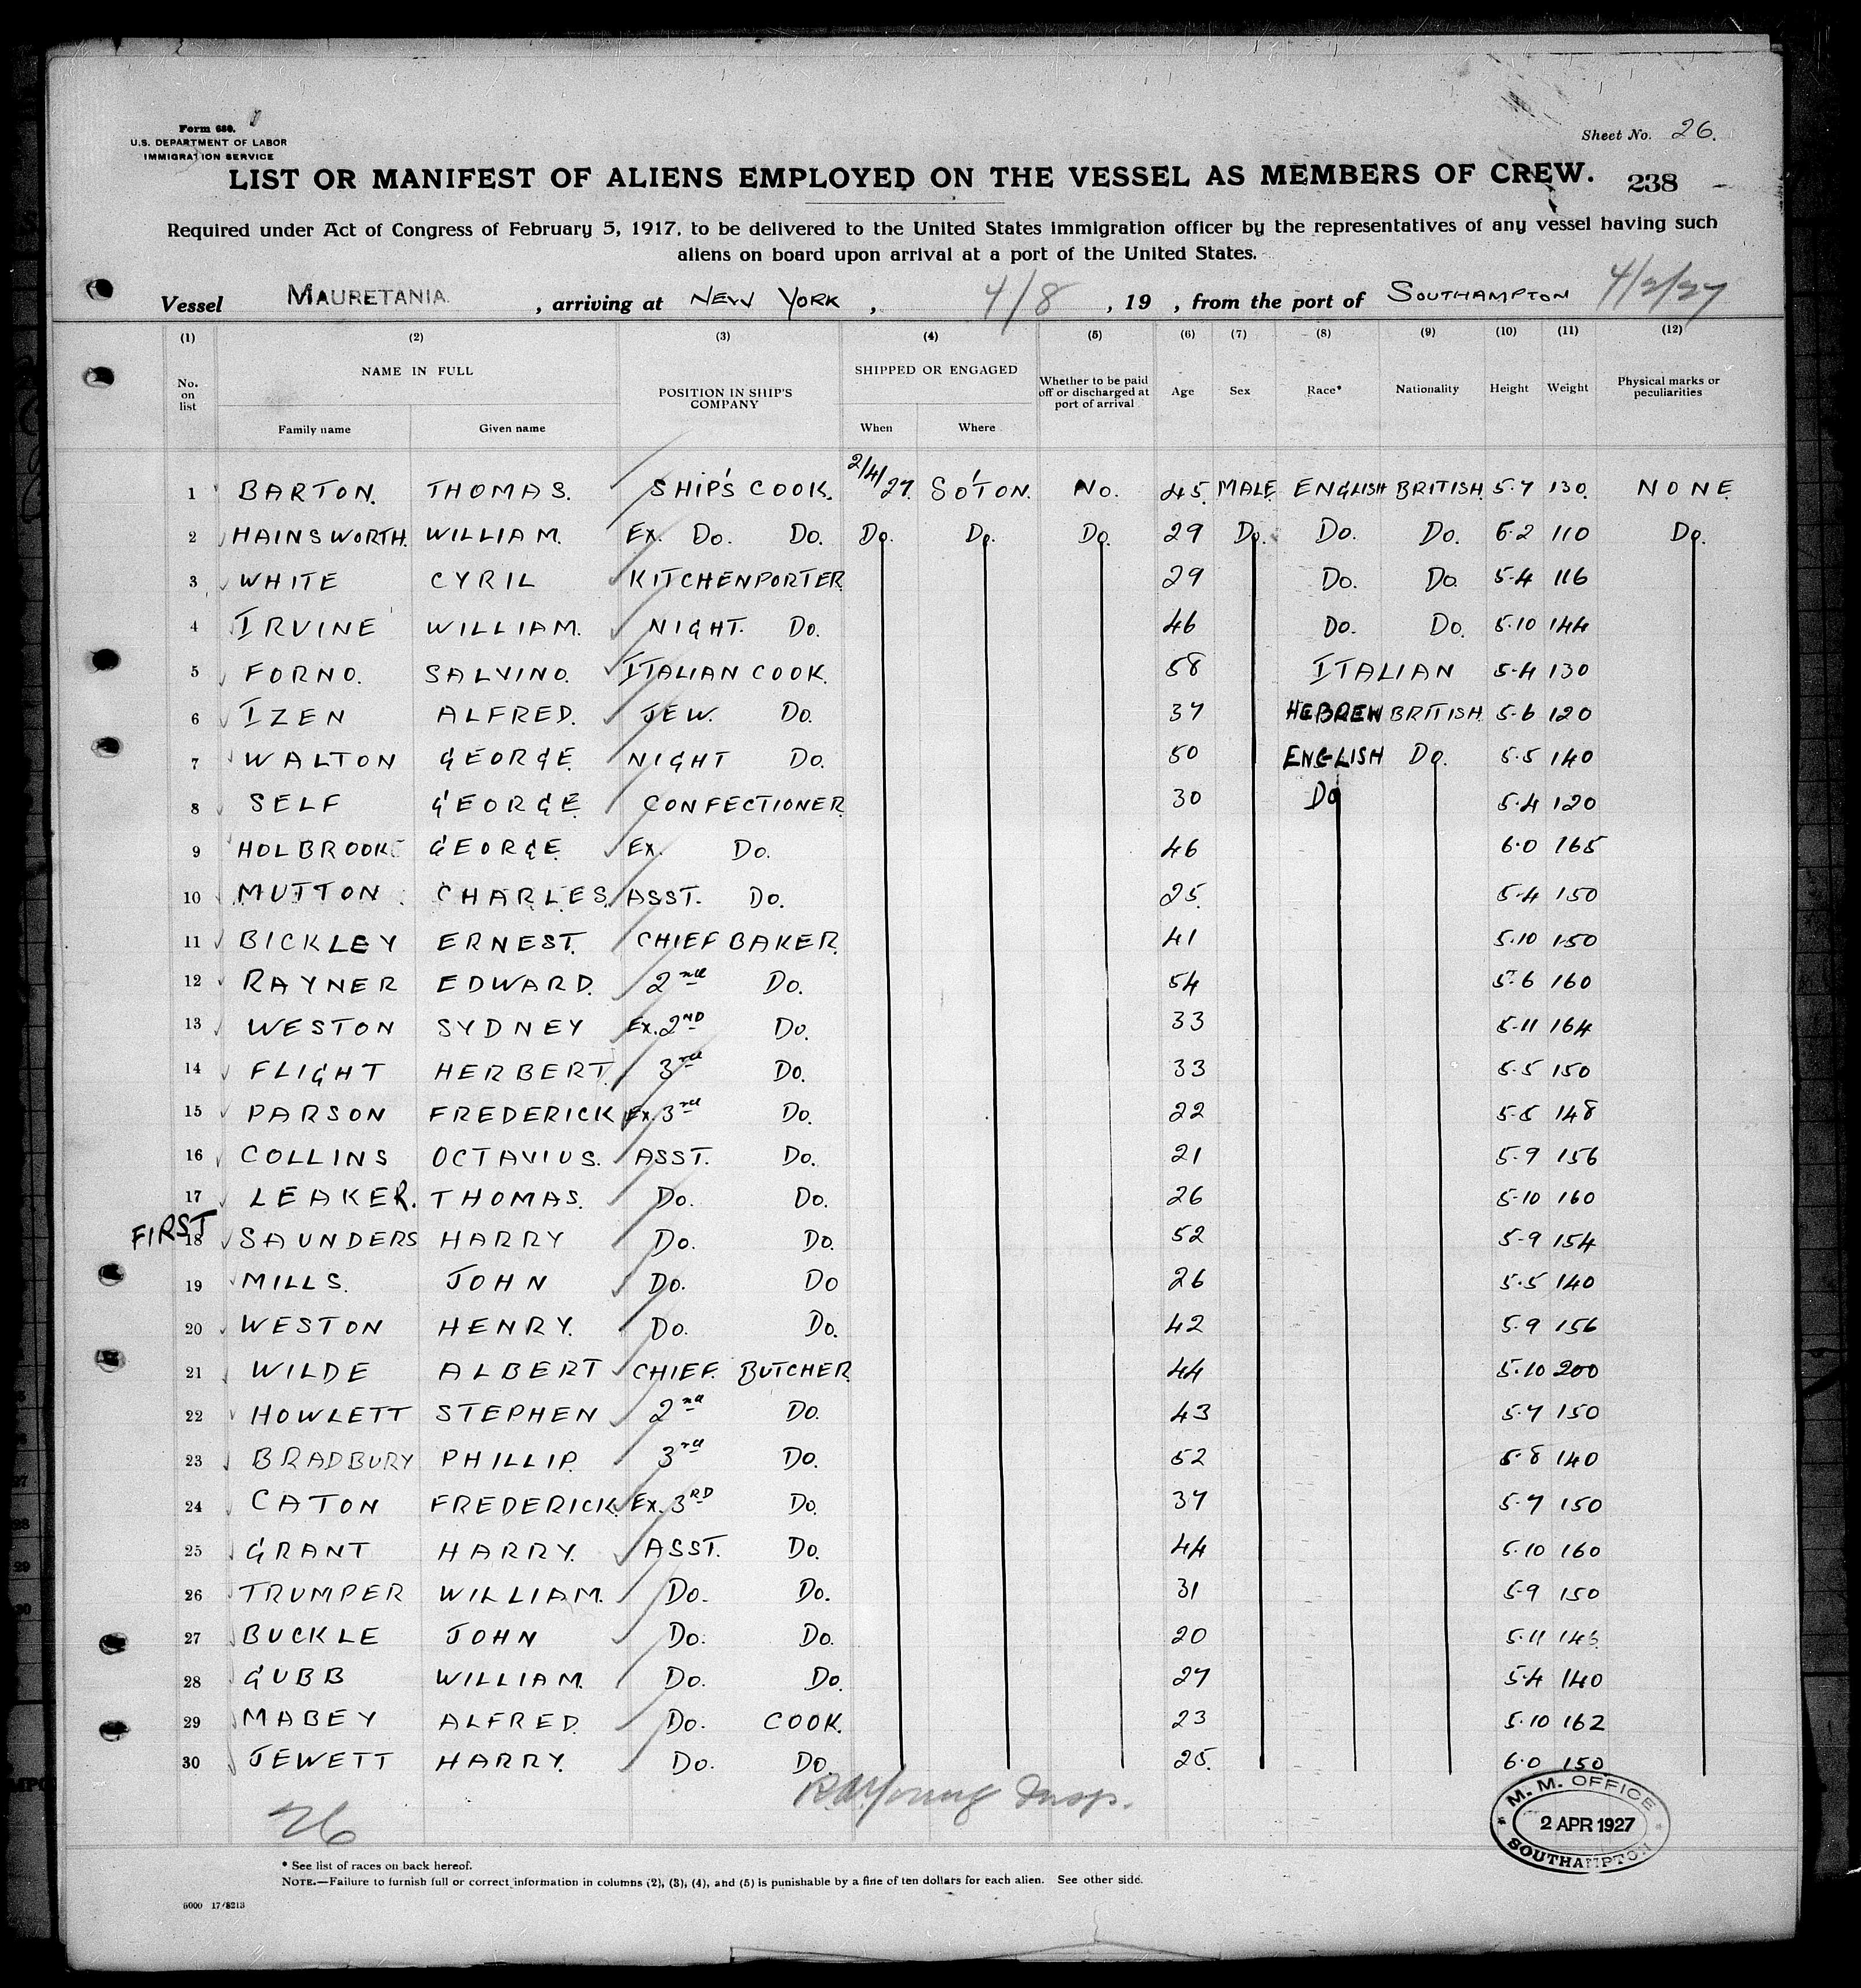 Form 680.
U.S. DEPARTMENT OF LABOR
IMMIGRATION SERVICE
Sheet No. 26.
LIST OR MANIFEST OF ALIENS EMPLOYED ON THE VESSEL AS MEMBERS OF CREW. 238
Required under Act of Congress of February 5, 1917, to be delivered to the United States immigration officer by the representatives of any vessel having such
aliens on board upon arrival at a port of the United States.
Vessel MAURETANIA, arriving at NEW YORK, 4/8, 19 , from the port of SOUTHAMPTON 4/2/27
(1) (2) (3) (4) (5) (6) (7) (8) (9) (10) (11) (12)
No. on list NAME IN FULL Family name Given name POSITION IN SHIP'S COMPANY SHIPPED OR ENGAGED When Where Whether to be paid off or discharged at port of arrival Age Sex Race* Nationality Height Weight Physical marks or peculiarities
1 BARTON. THOMAS. SHIP'S COOK. 2/4/27. SO'TON. NO. 45. MALE ENGLISH BRITISH. 5.7 130. NONE
2 HAINSWORTH. WILLIAM. EX. DO. DO. DO. DO. DO. 29 DO. DO. DO. 5.2 110 DO.
3 WHITE CYRIL KITCHENPORTER. 29 DO. DO. 5.4 116
4 IRVINE WILLIAM. NIGHT. DO. 46 DO. DO. 5.10 144
5 FORNO. SALVINO. ITALIAN COOK. 58 ITALIAN 5.4 130
6 IZEN ALFRED. JEW. DO. 37 HEBREW BRITISH. 5.6 120
7 WALTON GEORGE. NIGHT DO. 50 ENGLISH DO. 5.5 140
8 SELF GEORGE. CONFECTIONER. 30 DO 5.4 120
9 HOLBROOKE GEORGE. EX. DO. 46 6.0 165
10 MUTTON CHARLES. ASST. DO. 25. 5.4 150
11 BICKLEY ERNEST. CHIEF BAKER. 41 5.10 150
12 RAYNER EDWARD. 2nd DO. 54 5.6 160
13 WESTON SYDNEY EX. 2ND DO. 33 5.11 164
14 FLIGHT HERBERT. 3rd DO. 33 5.5 150
15 PARSON FREDERICK EX. 3rd DO. 22 5.5 148
16 COLLINS OCTAVIUS. ASST. DO. 21 5.9 156
17 LEAKER. THOMAS. DO. DO. 26 5.10 160
FIRST
18 SAUNDERS HARRY DO. DO. 52 5.9 154
19 MILLS. JOHN DO. DO 26 5.5 140
20 WESTON HENRY. DO. DO. 42 5.9 156
21 WILDE ALBERT CHIEF. BUTCHER. 44 5.10 200
22 HOWLETT STEPHEN 2nd DO. 43 5.7 150
23 BRADBURY PHILLIP. 3rd DO. 52 5.8 140
24 CATON FREDERICK. EX. 3RD DO. 37 5.7 150
25 GRANT HARRY. ASST. DO. 44 5.10 160
26 TRUMPER WILLIAM. DO. DO. 31 5.9 150
27 BUCKLE JOHN DO. DO. 20 5.11 146
28 GUBB WILLIAM. DO. DO. 27 5.4 140
29 MABEY ALFRED. DO. COOK. 23 5.10 162
30 JEWETT HARRY. DO. DO. 25. 6.0 150
Young Insp.
26
M. M. OFFICE
2 APR 1927
SOUTHAMPTON
* See list of races on back hereof.
NOTE.—Failure to furnish full or correct information in columns (2), (3), (4), and (5) is punishable by a fine of ten dollars for each alien. See other side.
6000 17/8213